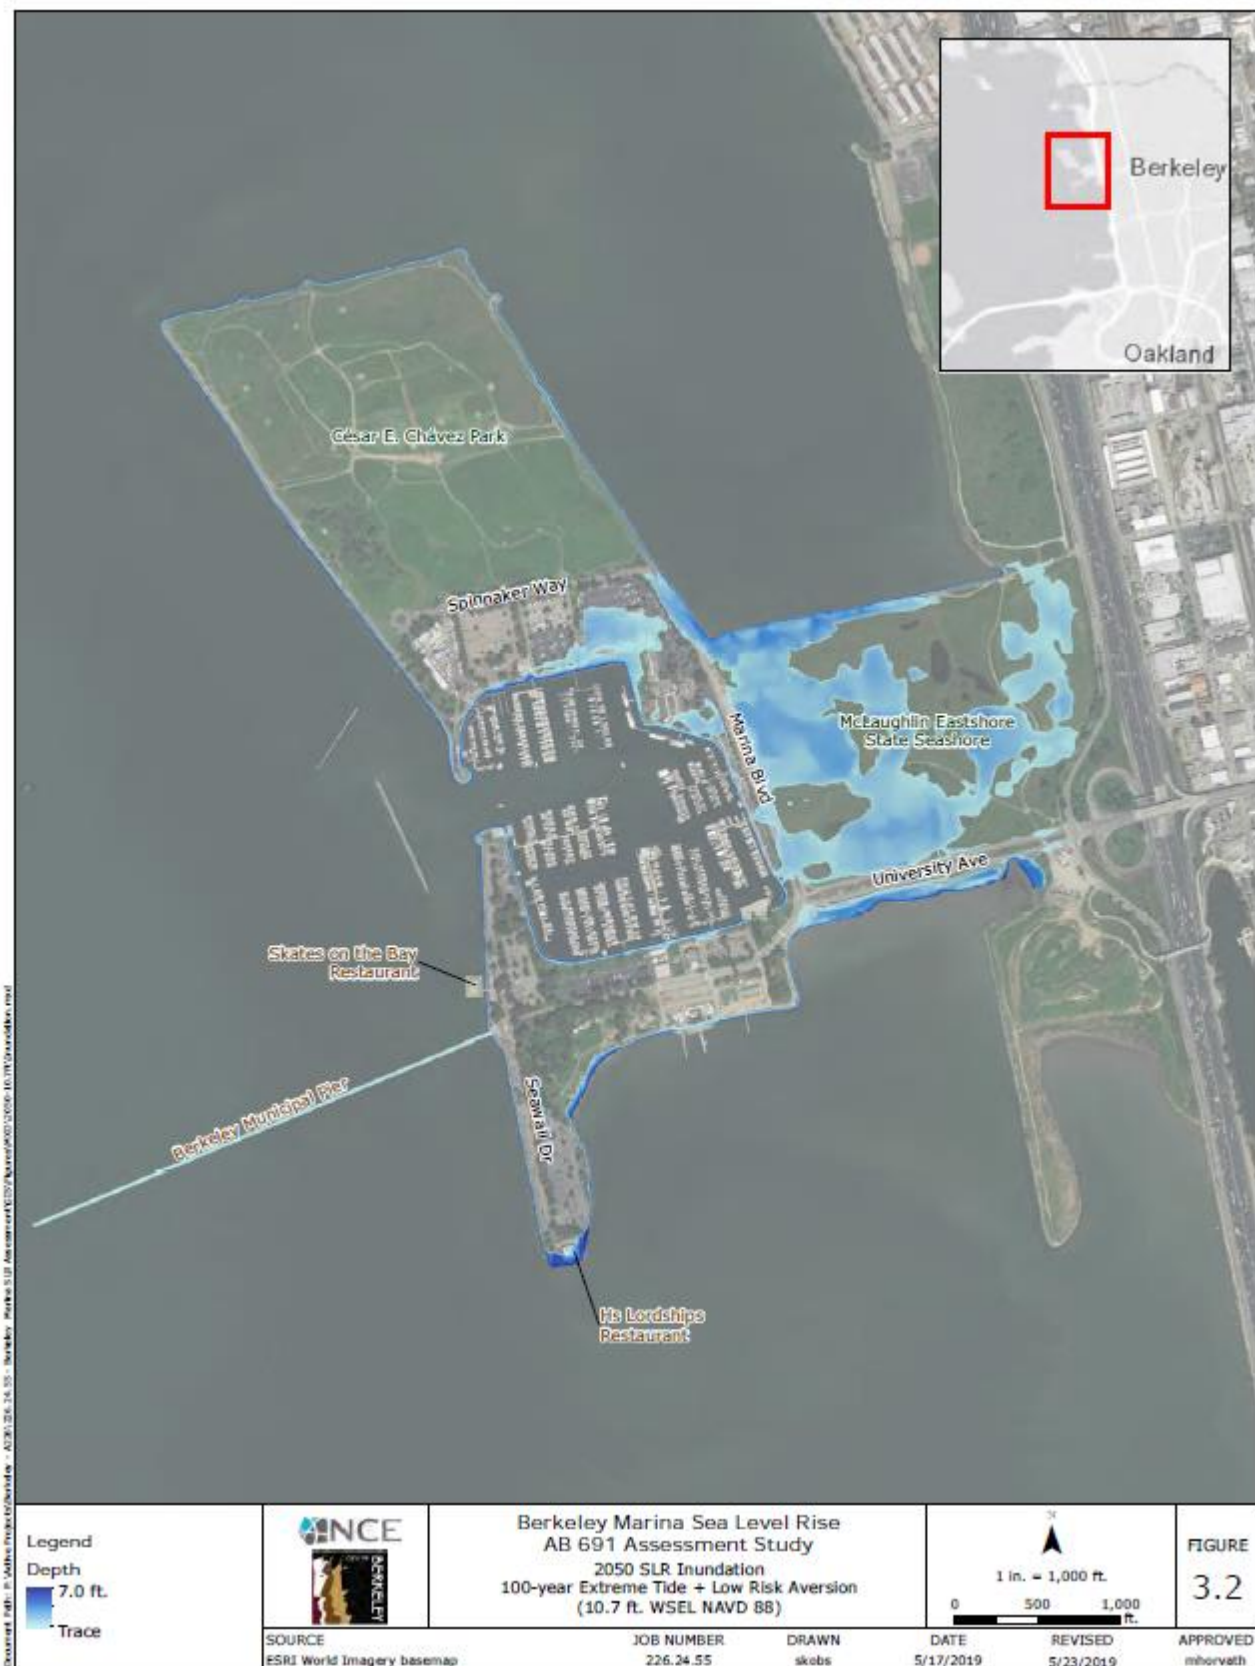 Berkeley
Oakland
César E. Chávez Park
Spinnaker Way
Marina Blvd
McLaughlin Eastshore
State Seashore
University Ave
Skates on the Bay
Restaurant
Berkeley Municipal Pier
Seawall Dr
Hs Lordships
Restaurant
Legend
Depth
7.0 ft.
Trace
NCE
BERKELEY
Berkeley Marina Sea Level Rise
AB 691 Assessment Study
2050 SLR Inundation
100-year Extreme Tide + Low Risk Aversion
(10.7 ft. WSEL NAVD 88)
1 in. = 1,000 ft.
0 500 1,000
ft.
FIGURE
3.2
SOURCE
ESRI World Imagery basemap
JOB NUMBER
226.24.55
DRAWN
skobs
DATE
5/17/2019
REVISED
5/23/2019
APPROVED
mhorvath